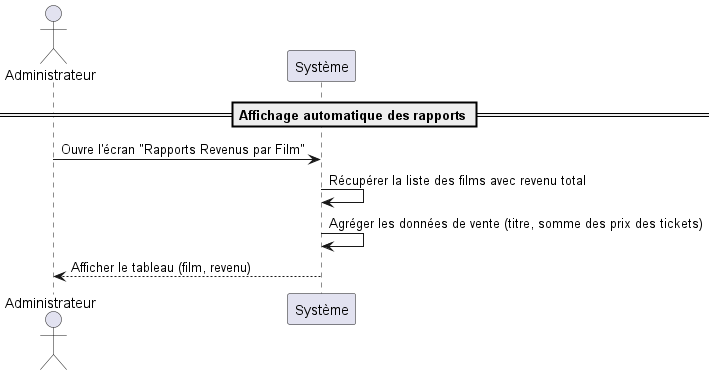 Administrateur
Système
Affichage automatique des rapports
Ouvre l'écran "Rapports Revenus par Film"
Récupérer la liste des films avec revenu total
Agréger les données de vente (titre, somme des prix des tickets)
Afficher le tableau (film, revenu)
Administrateur
Système